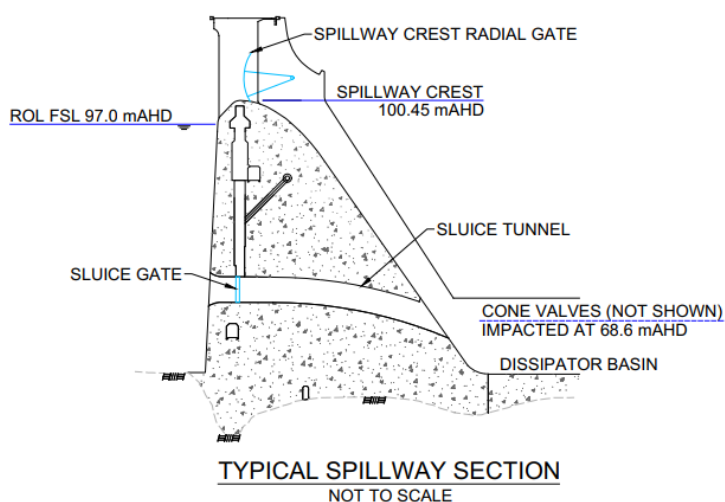 SPILLWAY CREST RADIAL GATE
SPILLWAY CREST
100.45 mAHD
ROL FSL 97.0 mAHD
SLUICE TUNNEL
SLUICE GATE
CONE VALVES (NOT SHOWN)
IMPACTED AT 68.6 mAHD
DISSIPATOR BASIN
TYPICAL SPILLWAY SECTION
NOT TO SCALE